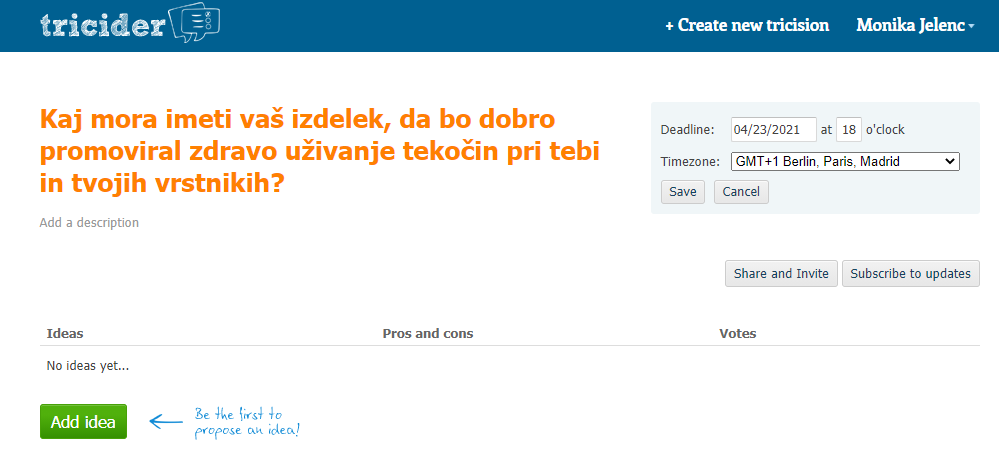 tricider
+ Create new tricision
Monika Jelenc
Kaj mora imeti vaš izdelek, da bo dobro
promoviral zdravo uživanje tekočin pri tebi
in tvojih vrstnikih?
Add a description
Deadline: 04/23/2021 at 18 o'clock
Timezone: GMT+1 Berlin, Paris, Madrid
Save Cancel
Share and Invite Subscribe to updates
Ideas Pros and cons Votes
No ideas yet...
Add idea
Be the first to
propose an idea!